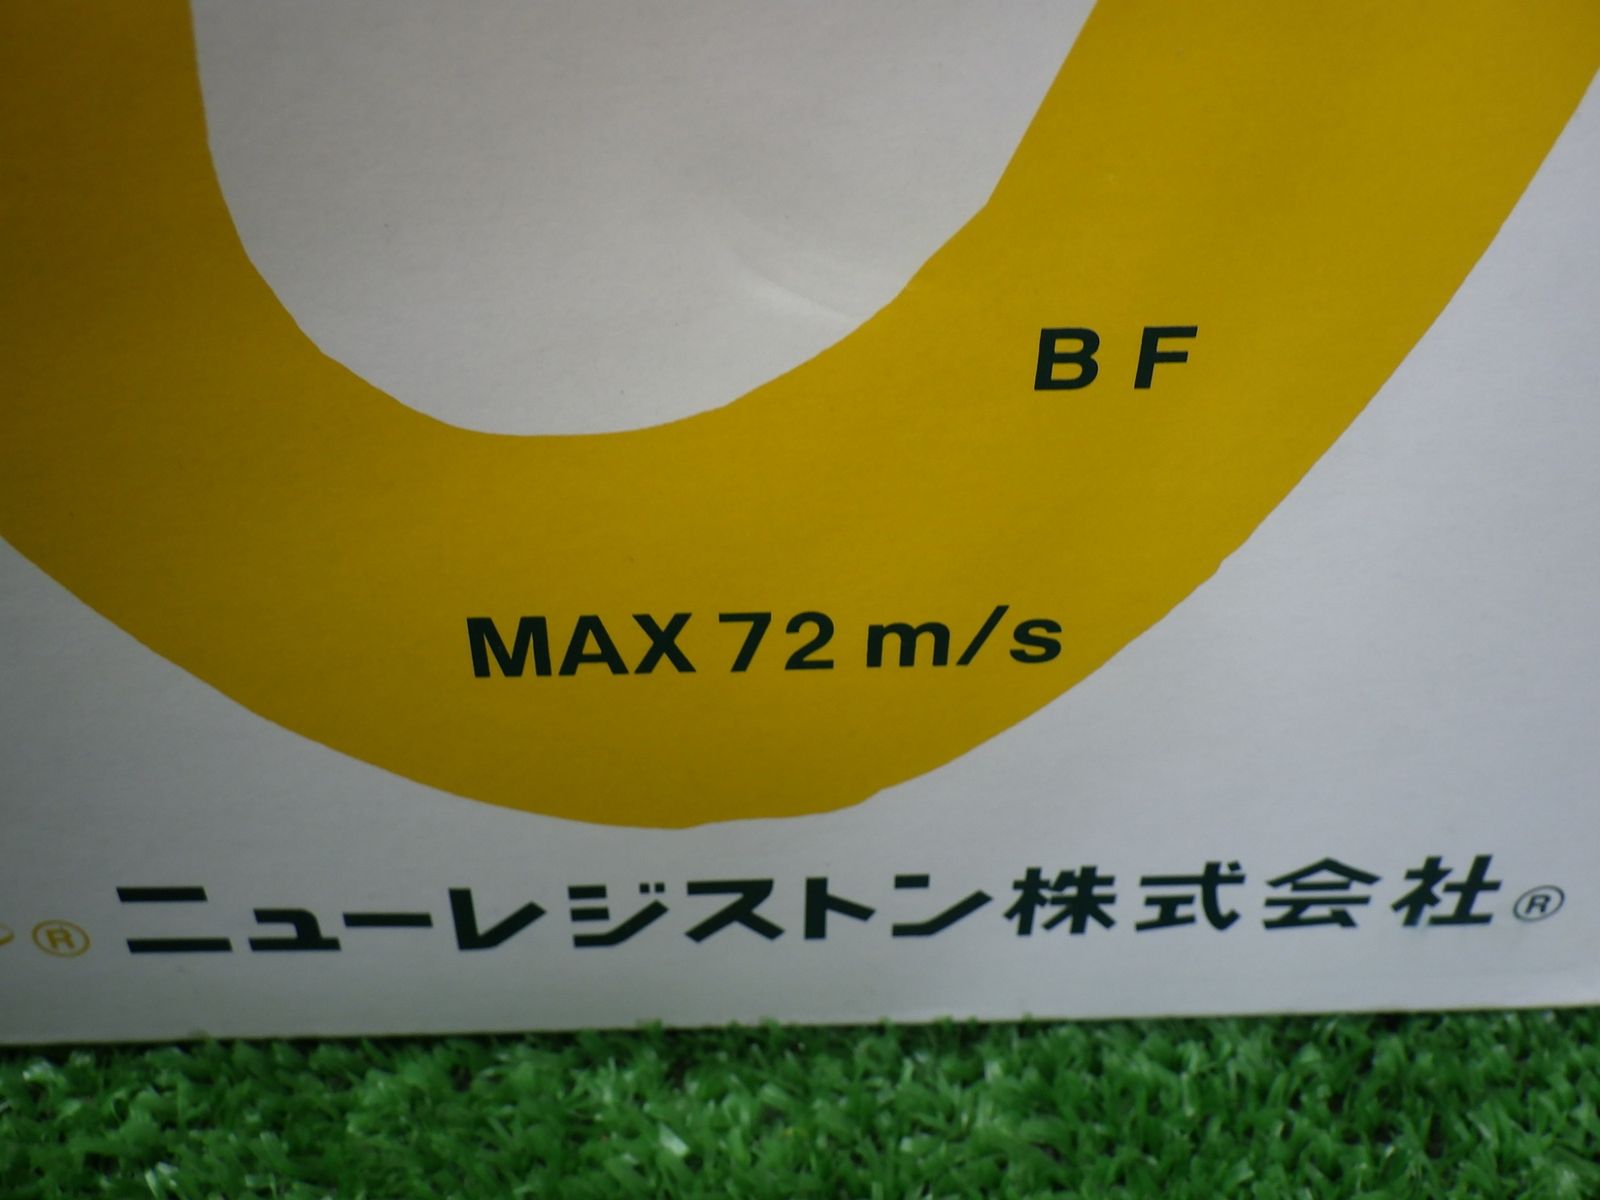 BF
MAX 72 m/s
® ニューレジストン株式会社®